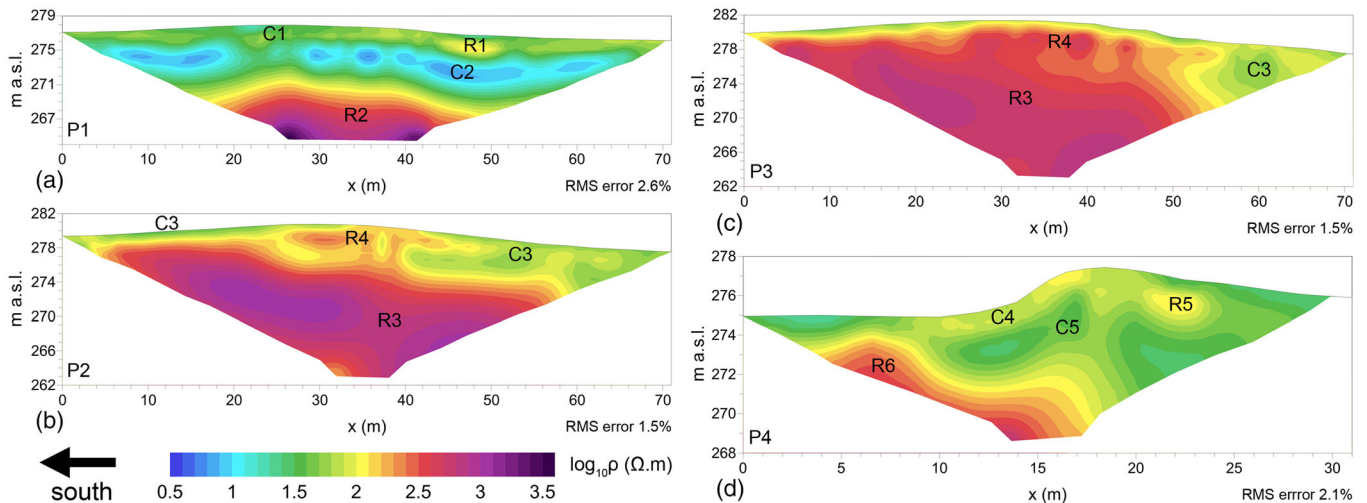 279
275
271
267
C1
R1
C2
R2
P1
0 10 20 30 40 50 60 70
(a)
x (m)
RMS error 2.6%
282
278
274
270
266
262
C3
R4
C3
R3
P2
0 10 20 30 40 50 60 70
(b)
x (m)
RMS error 1.5%
south
log10ρ (Ω.m)
0.5 1 1.5 2 2.5 3 3.5
m a.s.l.
m a.s.l.
282
278
274
270
266
262
R4
C3
R3
P3
0 10 20 30 40 50 60 70
(c)
x (m)
RMS error 1.5%
m a.s.l.
278
276
274
272
270
268
C4
C5
R5
R6
P4
0 5 10 15 20 25 30
(d)
x (m)
RMS error 2.1%
m a.s.l.